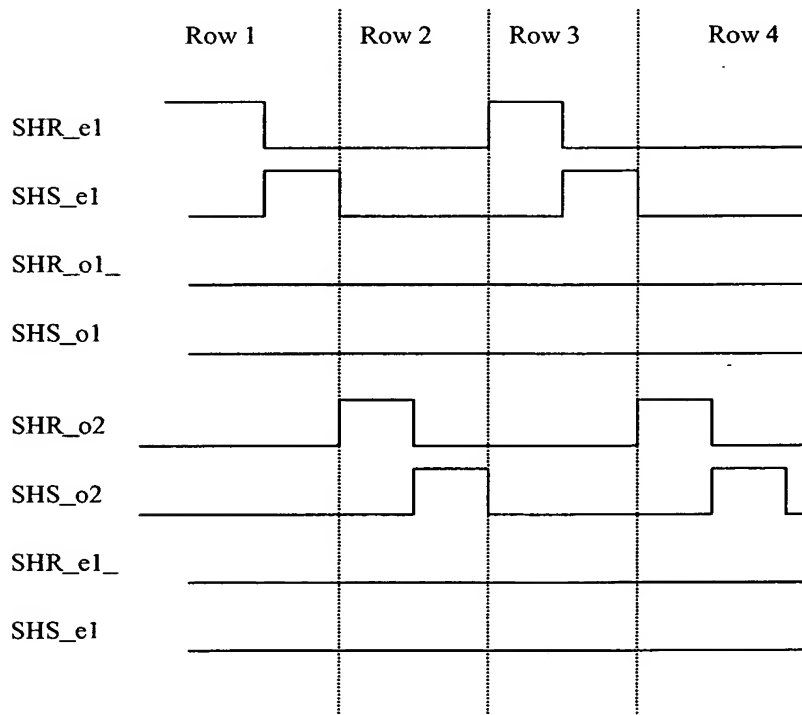 Row 1 Row 2 Row 3 Row 4
SHR_e1
SHS_e1
SHR_o1_
SHS_o1
SHR_o2
SHS_o2
SHR_e1_
SHS_e1